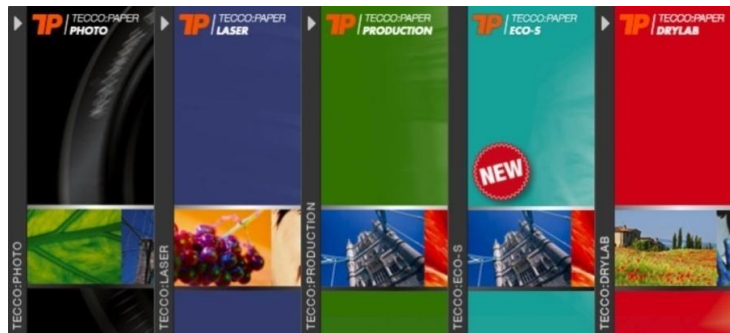 TP TECCO:PAPER
PHOTO
TP TECCO:PAPER
LASER
TP TECCO:PAPER
PRODUCTION
TP TECCO:PAPER
ECO-S
TP TECCO:PAPER
DRYLAB
NEW
TECCO:PHOTO
TECCO:LASER
TECCO:PRODUCTION
TECCO:ECO-S
TECCO:DRYLAB